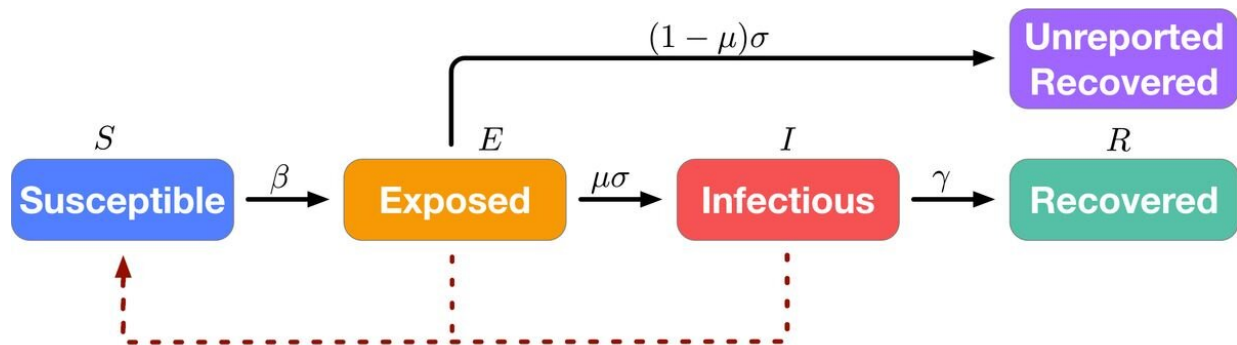 (1 − μ)σ
Unreported
Recovered
S
E
I
R
Susceptible
β
Exposed
μσ
Infectious
γ
Recovered